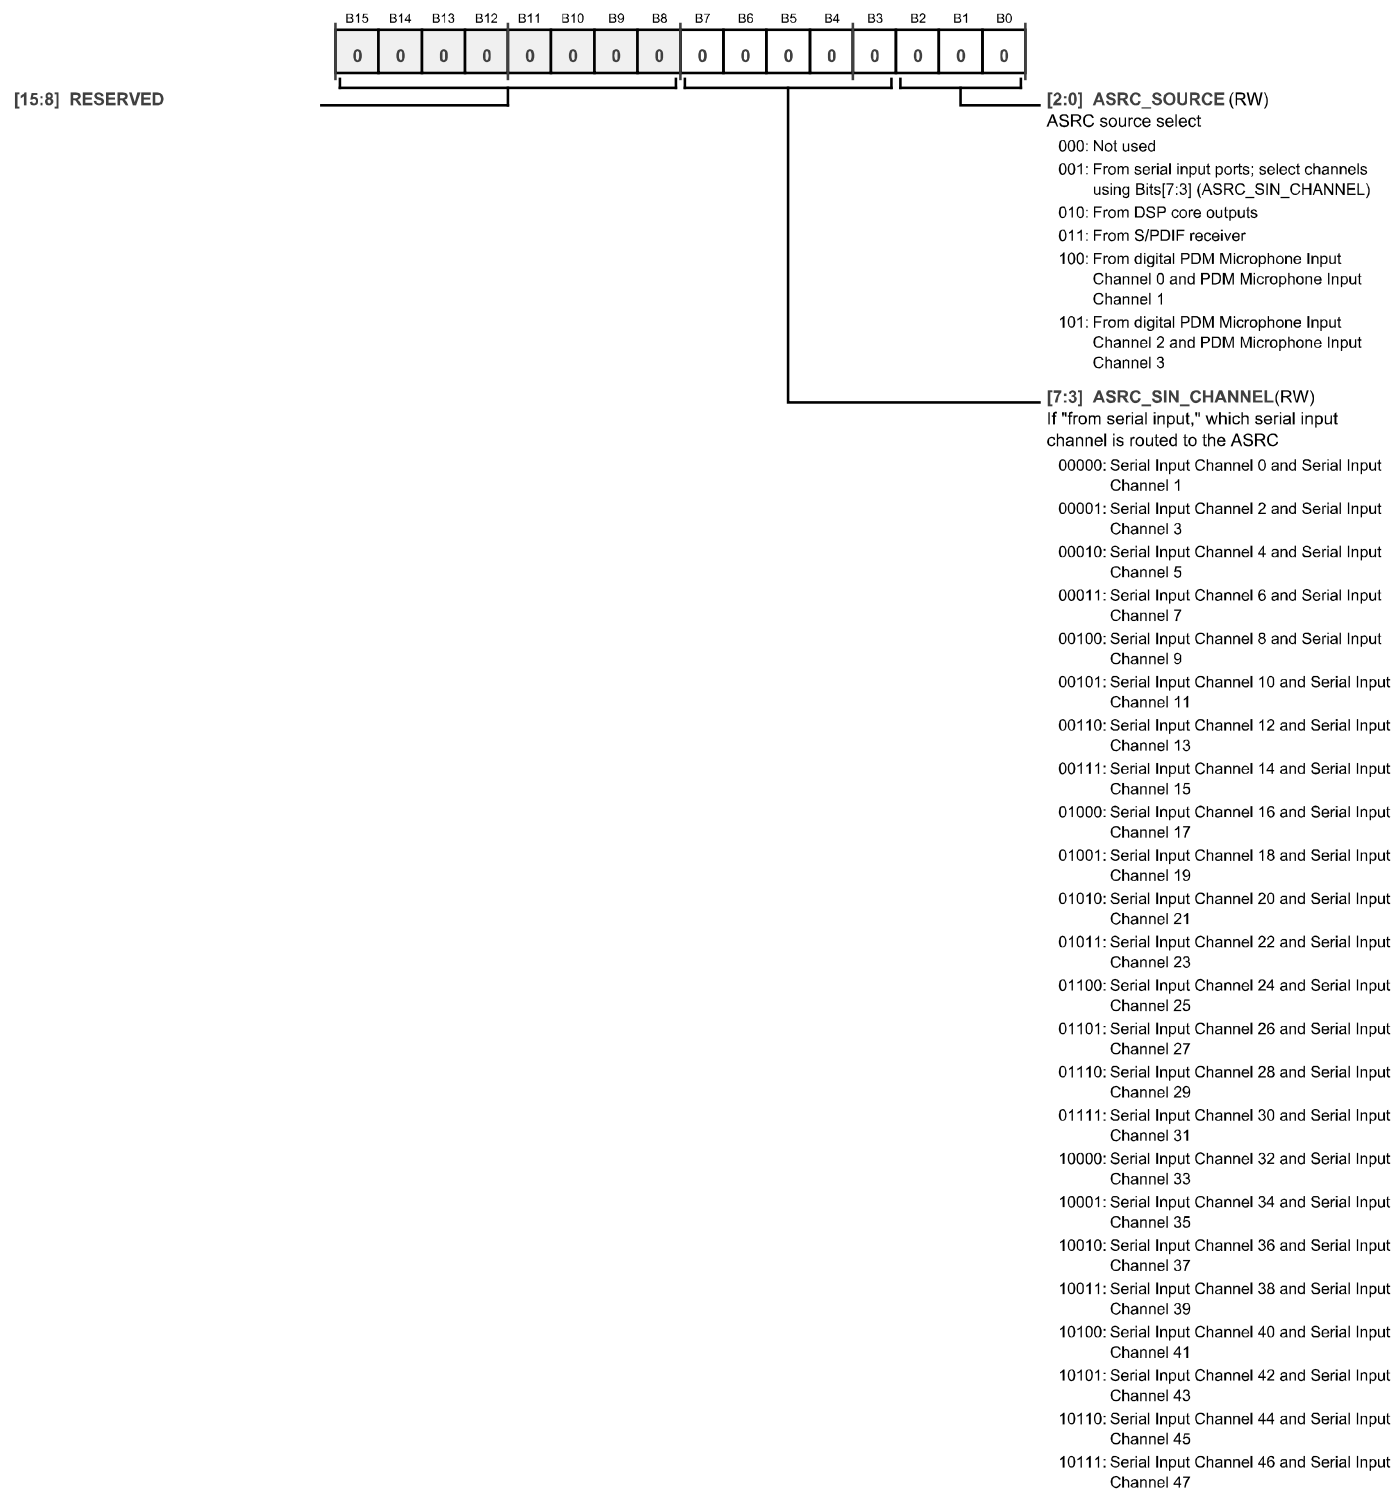 B15 B14 B13 B12 B11 B10 B9 B8 B7 B6 B5 B4 B3 B2 B1 B0
0 0 0 0 0 0 0 0 0 0 0 0 0 0 0 0
[15:8] RESERVED
[2:0] ASRC_SOURCE (RW)
ASRC source select
000: Not used
001: From serial input ports; select channels
using Bits[7:3] (ASRC_SIN_CHANNEL)
010: From DSP core outputs
011: From S/PDIF receiver
100: From digital PDM Microphone Input
Channel 0 and PDM Microphone Input
Channel 1
101: From digital PDM Microphone Input
Channel 2 and PDM Microphone Input
Channel 3
[7:3] ASRC_SIN_CHANNEL(RW)
If "from serial input," which serial input
channel is routed to the ASRC
00000: Serial Input Channel 0 and Serial Input
Channel 1
00001: Serial Input Channel 2 and Serial Input
Channel 3
00010: Serial Input Channel 4 and Serial Input
Channel 5
00011: Serial Input Channel 6 and Serial Input
Channel 7
00100: Serial Input Channel 8 and Serial Input
Channel 9
00101: Serial Input Channel 10 and Serial Input
Channel 11
00110: Serial Input Channel 12 and Serial Input
Channel 13
00111: Serial Input Channel 14 and Serial Input
Channel 15
01000: Serial Input Channel 16 and Serial Input
Channel 17
01001: Serial Input Channel 18 and Serial Input
Channel 19
01010: Serial Input Channel 20 and Serial Input
Channel 21
01011: Serial Input Channel 22 and Serial Input
Channel 23
01100: Serial Input Channel 24 and Serial Input
Channel 25
01101: Serial Input Channel 26 and Serial Input
Channel 27
01110: Serial Input Channel 28 and Serial Input
Channel 29
01111: Serial Input Channel 30 and Serial Input
Channel 31
10000: Serial Input Channel 32 and Serial Input
Channel 33
10001: Serial Input Channel 34 and Serial Input
Channel 35
10010: Serial Input Channel 36 and Serial Input
Channel 37
10011: Serial Input Channel 38 and Serial Input
Channel 39
10100: Serial Input Channel 40 and Serial Input
Channel 41
10101: Serial Input Channel 42 and Serial Input
Channel 43
10110: Serial Input Channel 44 and Serial Input
Channel 45
10111: Serial Input Channel 46 and Serial Input
Channel 47